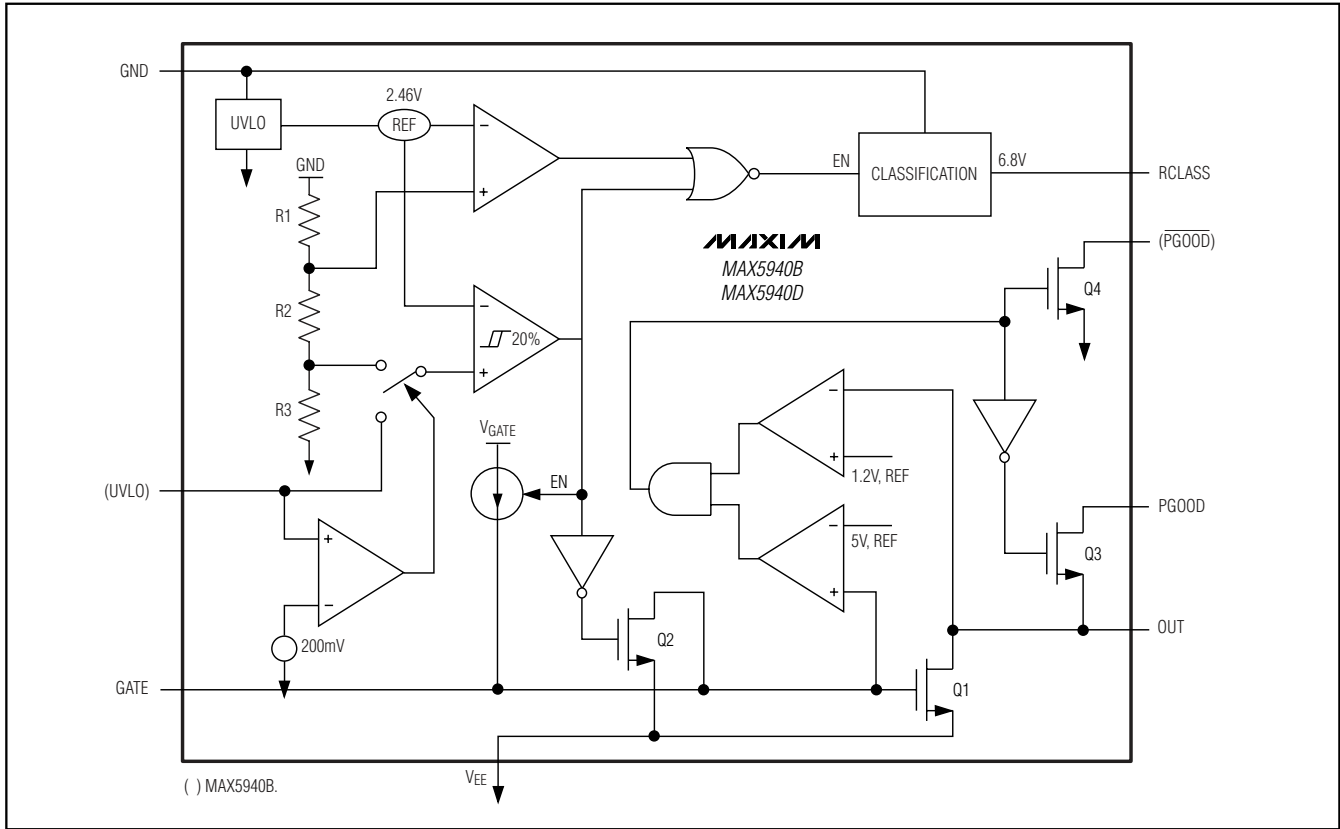 GND
2.46V
UVLO
REF
−
+
GND
R1
EN
CLASSIFICATION
6.8V
RCLASS
MAXIM
MAX5940B
MAX5940D
(PGOOD)
Q4
R2
−
20%
+
R3
VGATE
−
+
1.2V, REF
(UVLO)
EN
PGOOD
−
5V, REF
+
Q3
+
−
200mV
Q2
OUT
GATE
Q1
VEE
( ) MAX5940B.